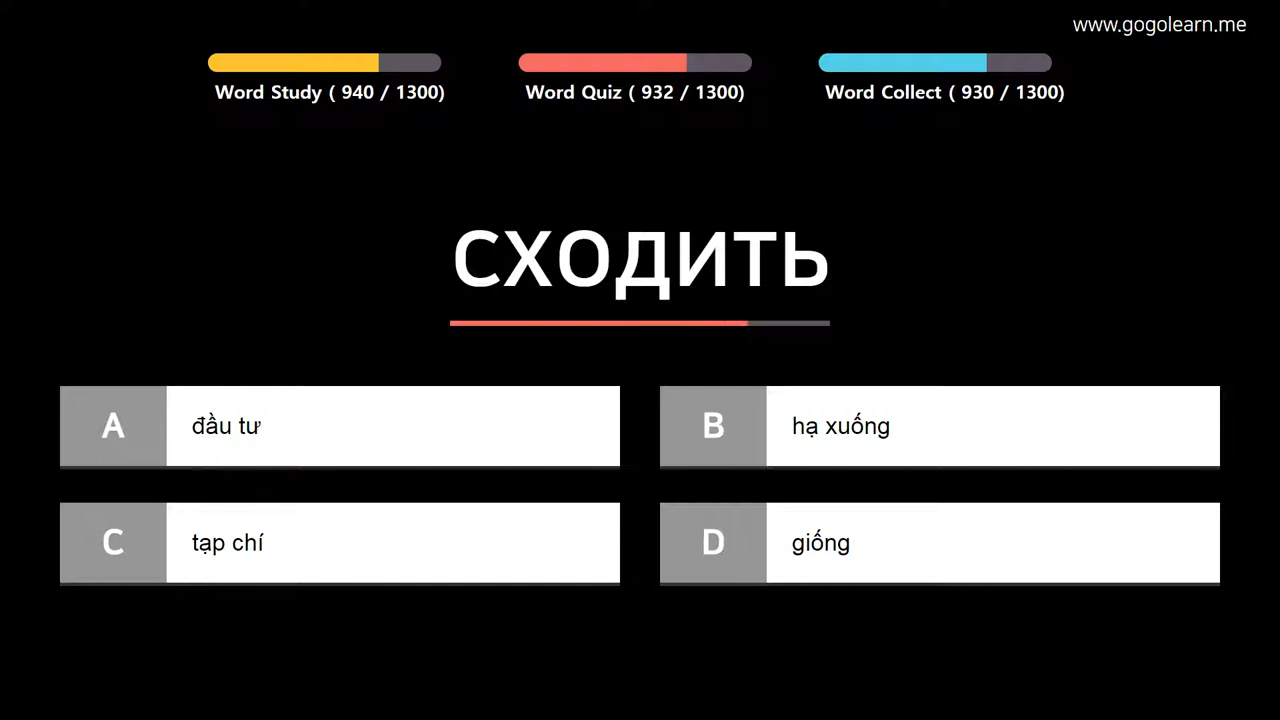 www.gogolearn.me
Word Study ( 940 / 1300)
Word Quiz ( 932 / 1300)
Word Collect ( 930 / 1300)
СХОДИТЬ
A đầu tư
B hạ xuống
C tạp chí
D giống